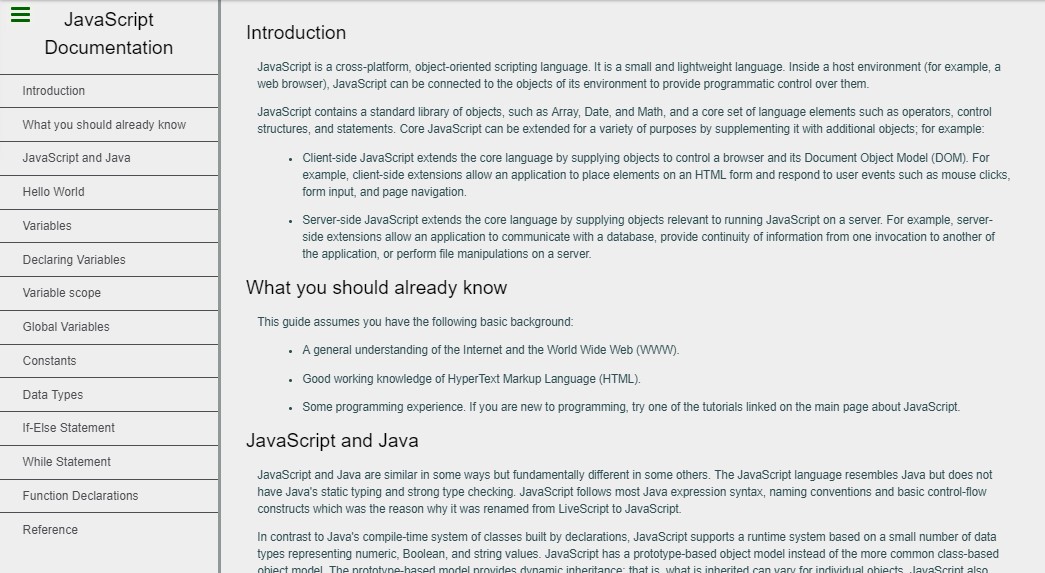 JavaScript
Documentation
Introduction
What you should already know
JavaScript and Java
Hello World
Variables
Declaring Variables
Variable scope
Global Variables
Constants
Data Types
If-Else Statement
While Statement
Function Declarations
Reference
Introduction
JavaScript is a cross-platform, object-oriented scripting language. It is a small and lightweight language. Inside a host environment (for example, a
web browser), JavaScript can be connected to the objects of its environment to provide programmatic control over them.
JavaScript contains a standard library of objects, such as Array, Date, and Math, and a core set of language elements such as operators, control
structures, and statements. Core JavaScript can be extended for a variety of purposes by supplementing it with additional objects; for example:
• Client-side JavaScript extends the core language by supplying objects to control a browser and its Document Object Model (DOM). For
example, client-side extensions allow an application to place elements on an HTML form and respond to user events such as mouse clicks,
form input, and page navigation.
• Server-side JavaScript extends the core language by supplying objects relevant to running JavaScript on a server. For example, server-
side extensions allow an application to communicate with a database, provide continuity of information from one invocation to another of
the application, or perform file manipulations on a server.
What you should already know
This guide assumes you have the following basic background:
• A general understanding of the Internet and the World Wide Web (WWW).
• Good working knowledge of HyperText Markup Language (HTML).
• Some programming experience. If you are new to programming, try one of the tutorials linked on the main page about JavaScript.
JavaScript and Java
JavaScript and Java are similar in some ways but fundamentally different in some others. The JavaScript language resembles Java but does not
have Java's static typing and strong type checking. JavaScript follows most Java expression syntax, naming conventions and basic control-flow
constructs which was the reason why it was renamed from LiveScript to JavaScript.
In contrast to Java's compile-time system of classes built by declarations, JavaScript supports a runtime system based on a small number of data
types representing numeric, Boolean, and string values. JavaScript has a prototype-based object model instead of the more common class-based
object model. The prototype-based model provides dynamic inheritance; that is, what is inherited can vary for individual objects. JavaScript also